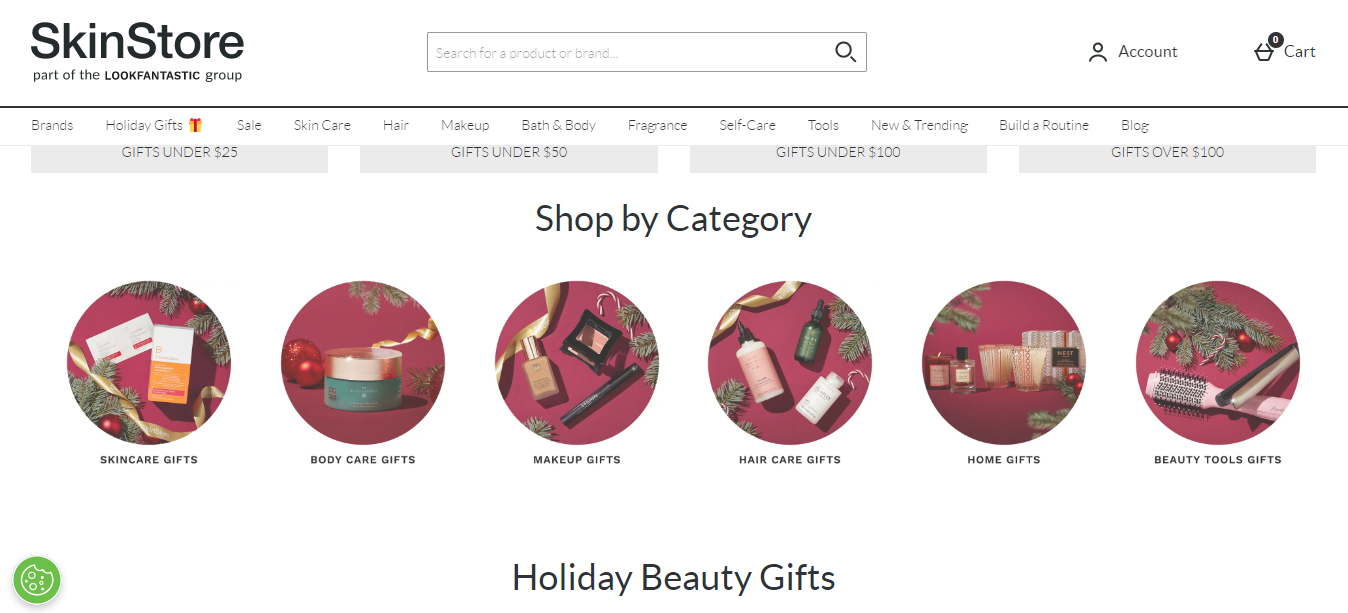 SkinStore
part of the LOOKFANTASTIC group
Search for a product or brand...
Account
0
Cart
Brands
Holiday Gifts
Sale
Skin Care
Hair
Makeup
Bath & Body
Fragrance
Self-Care
Tools
New & Trending
Build a Routine
Blog
GIFTS UNDER $25
GIFTS UNDER $50
GIFTS UNDER $100
GIFTS OVER $100
Shop by Category
NEST
SKINCARE GIFTS
BODY CARE GIFTS
MAKEUP GIFTS
HAIR CARE GIFTS
HOME GIFTS
BEAUTY TOOLS GIFTS
Holiday Beauty Gifts